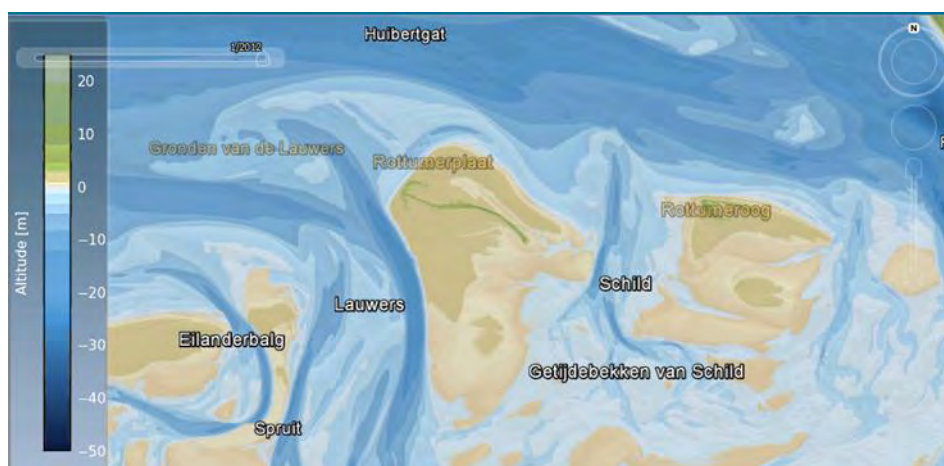 Huibertgat
N
1/2012
20
10
0
−10
−20
−30
−40
−50
Altitude [m]
Gronden van de Lauwers
Rottumerplaat
Rottumeroog
Lauwers
Schild
Eilanderbalg
Getijdebekken van Schild
Spruit